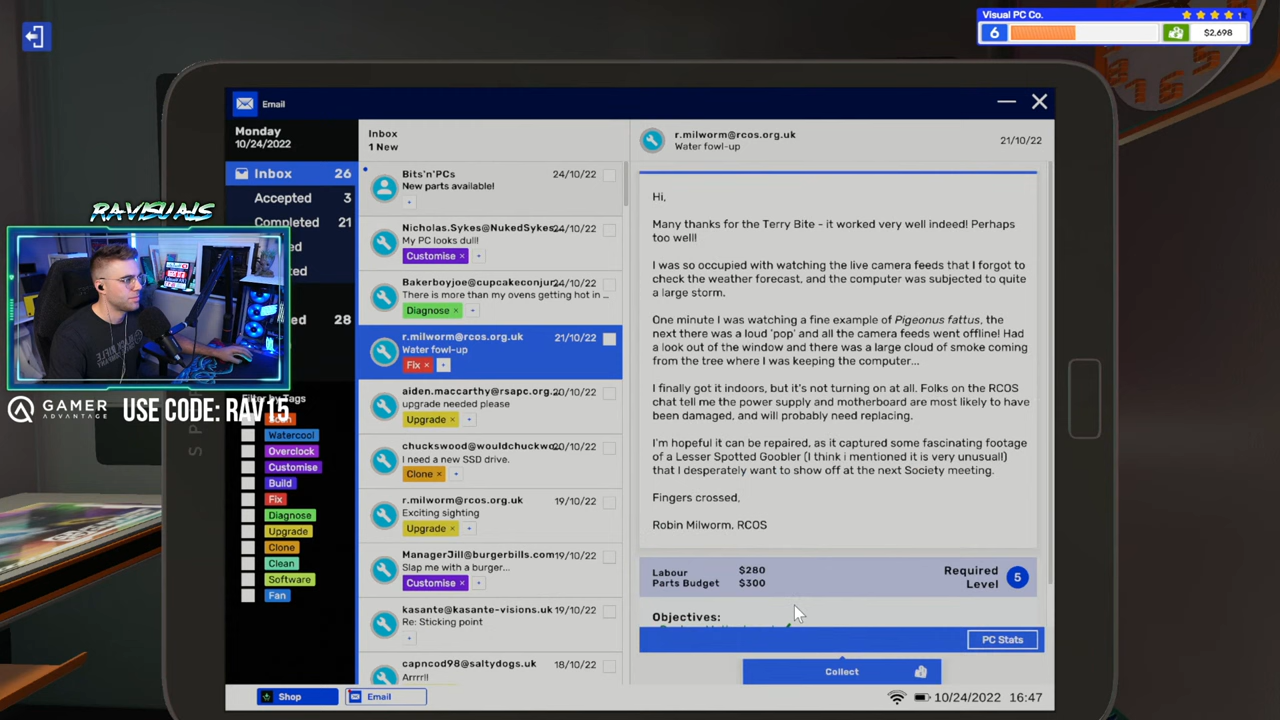 Visual PC Co.
6
$2,698
Email
Monday
10/24/2022
Inbox 26
Accepted 3
Completed 21
28
Filter by Tags
Watercool
Overclock
Customise
Build
Fix
Diagnose
Upgrade
Clone
Clean
Software
Fan
RAVISUALS
GAMER
ADVANTAGE
USE CODE: RAV15
Inbox
1 New
Bits'n'PCs 24/10/22
New parts available!
+
Nicholas.Sykes@NukedSykes... 24/10/22
My PC looks dull!
Customise × +
Bakerboyjoe@cupcakeconjur... 24/10/22
There is more than my ovens getting hot in ...
Diagnose × +
r.milworm@rcos.org.uk 21/10/22
Water fowl-up
Fix × +
aiden.maccarthy@rsapc.org... 20/10/22
upgrade needed please
Upgrade × +
chuckswood@wouldchuckwo... 20/10/22
I need a new SSD drive.
Clone × +
r.milworm@rcos.org.uk 19/10/22
Exciting sighting
Upgrade × +
ManagerJill@burgerbills.com 19/10/22
Slap me with a burger...
Customise × +
kasante@kasante-visions.uk 19/10/22
Re: Sticking point
+
capncod98@saltydogs.uk 18/10/22
Arrrr!!
r.milworm@rcos.org.uk 21/10/22
Water fowl-up
Hi,
Many thanks for the Terry Bite - it worked very well indeed! Perhaps
too well!
I was so occupied with watching the live camera feeds that I forgot to
check the weather forecast, and the computer was subjected to quite
a large storm.
One minute I was watching a fine example of Pigeonus fattus, the
next there was a loud 'pop' and all the camera feeds went offline! Had
a look out of the window and there was a large cloud of smoke coming
from the tree where I was keeping the computer...
I finally got it indoors, but it's not turning on at all. Folks on the RCOS
chat tell me the power supply and motherboard are most likely to have
been damaged, and will probably need replacing.
I'm hopeful it can be repaired, as it captured some fascinating footage
of a Lesser Spotted Goobler (I think i mentioned it is very unusual!)
that I desperately want to show off at the next Society meeting.
Fingers crossed,
Robin Milworm, RCOS
Labour $280
Parts Budget $300
Required
Level 5
Objectives:
PC Stats
Collect
Shop
Email
10/24/2022 16:47